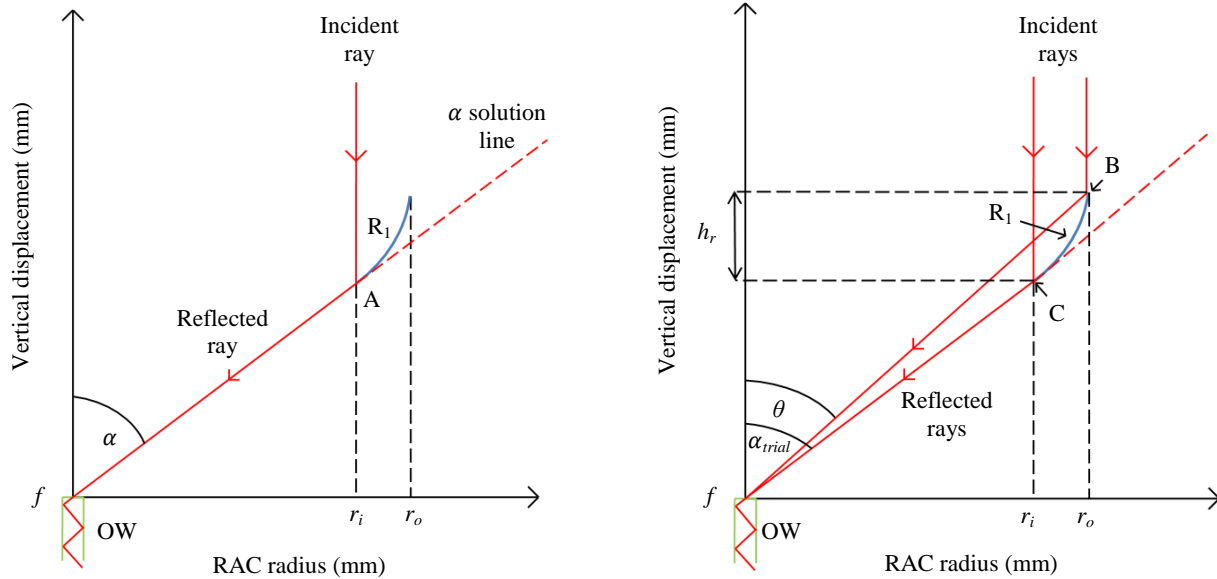 Incident
ray
α solution
line
Vertical displacement (mm)
R1
A
Reflected
ray
α
f
OW
ri
ro
RAC radius (mm)
Incident
rays
Vertical displacement (mm)
B
R1
hr
C
θ
αtrial
Reflected
rays
f
OW
ri
ro
RAC radius (mm)